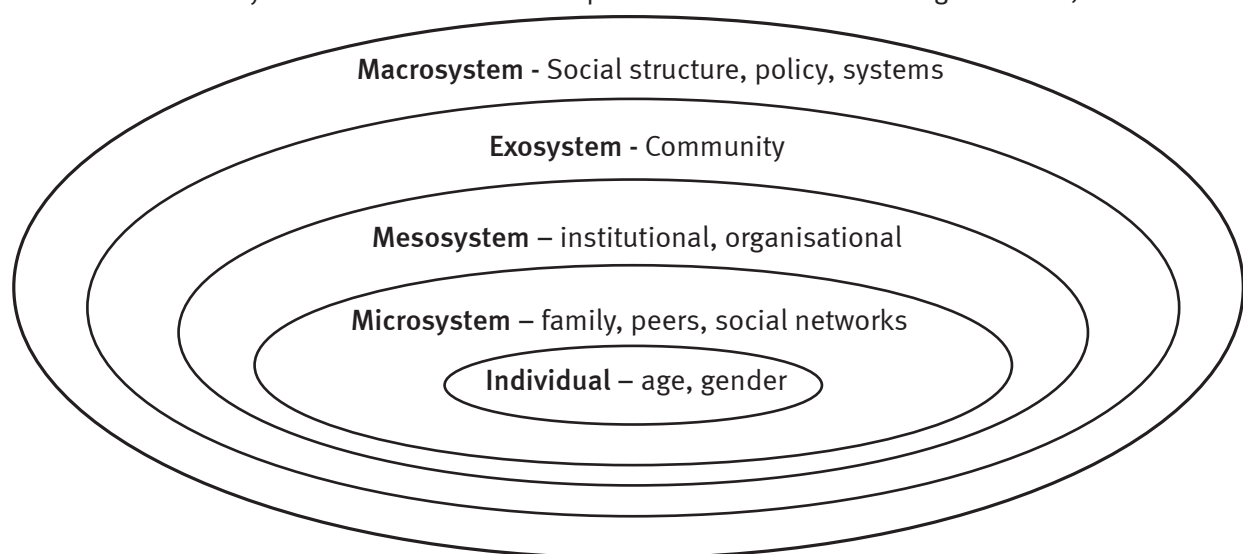 Macrosystem - Social structure, policy, systems
Exosystem - Community
Mesosystem – institutional, organisational
Microsystem – family, peers, social networks
Individual – age, gender